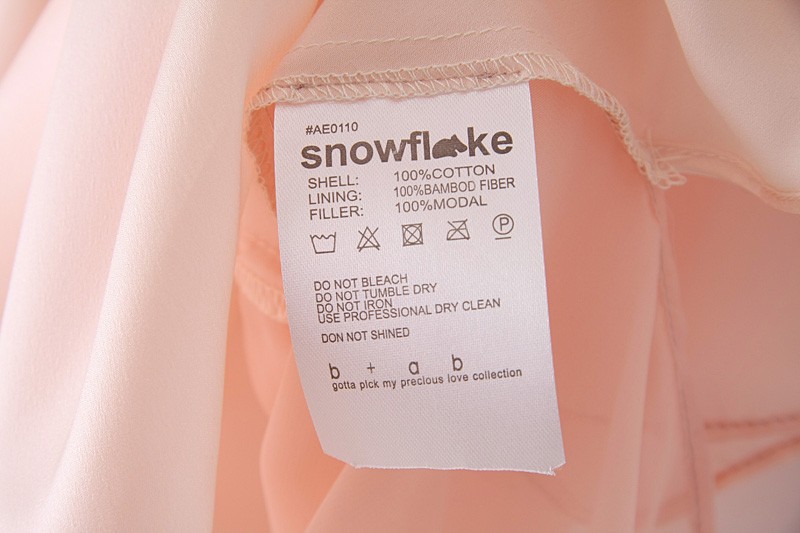 #AE0110
snowflake
SHELL: 100%COTTON
LINING: 100%BAMBOD FIBER
FILLER: 100%MODAL
P
DO NOT BLEACH
DO NOT TUMBLE DRY
DO NOT IRON
USE PROFESSIONAL DRY CLEAN
DON NOT SHINED
b + a b
gotta pick my precious love collection